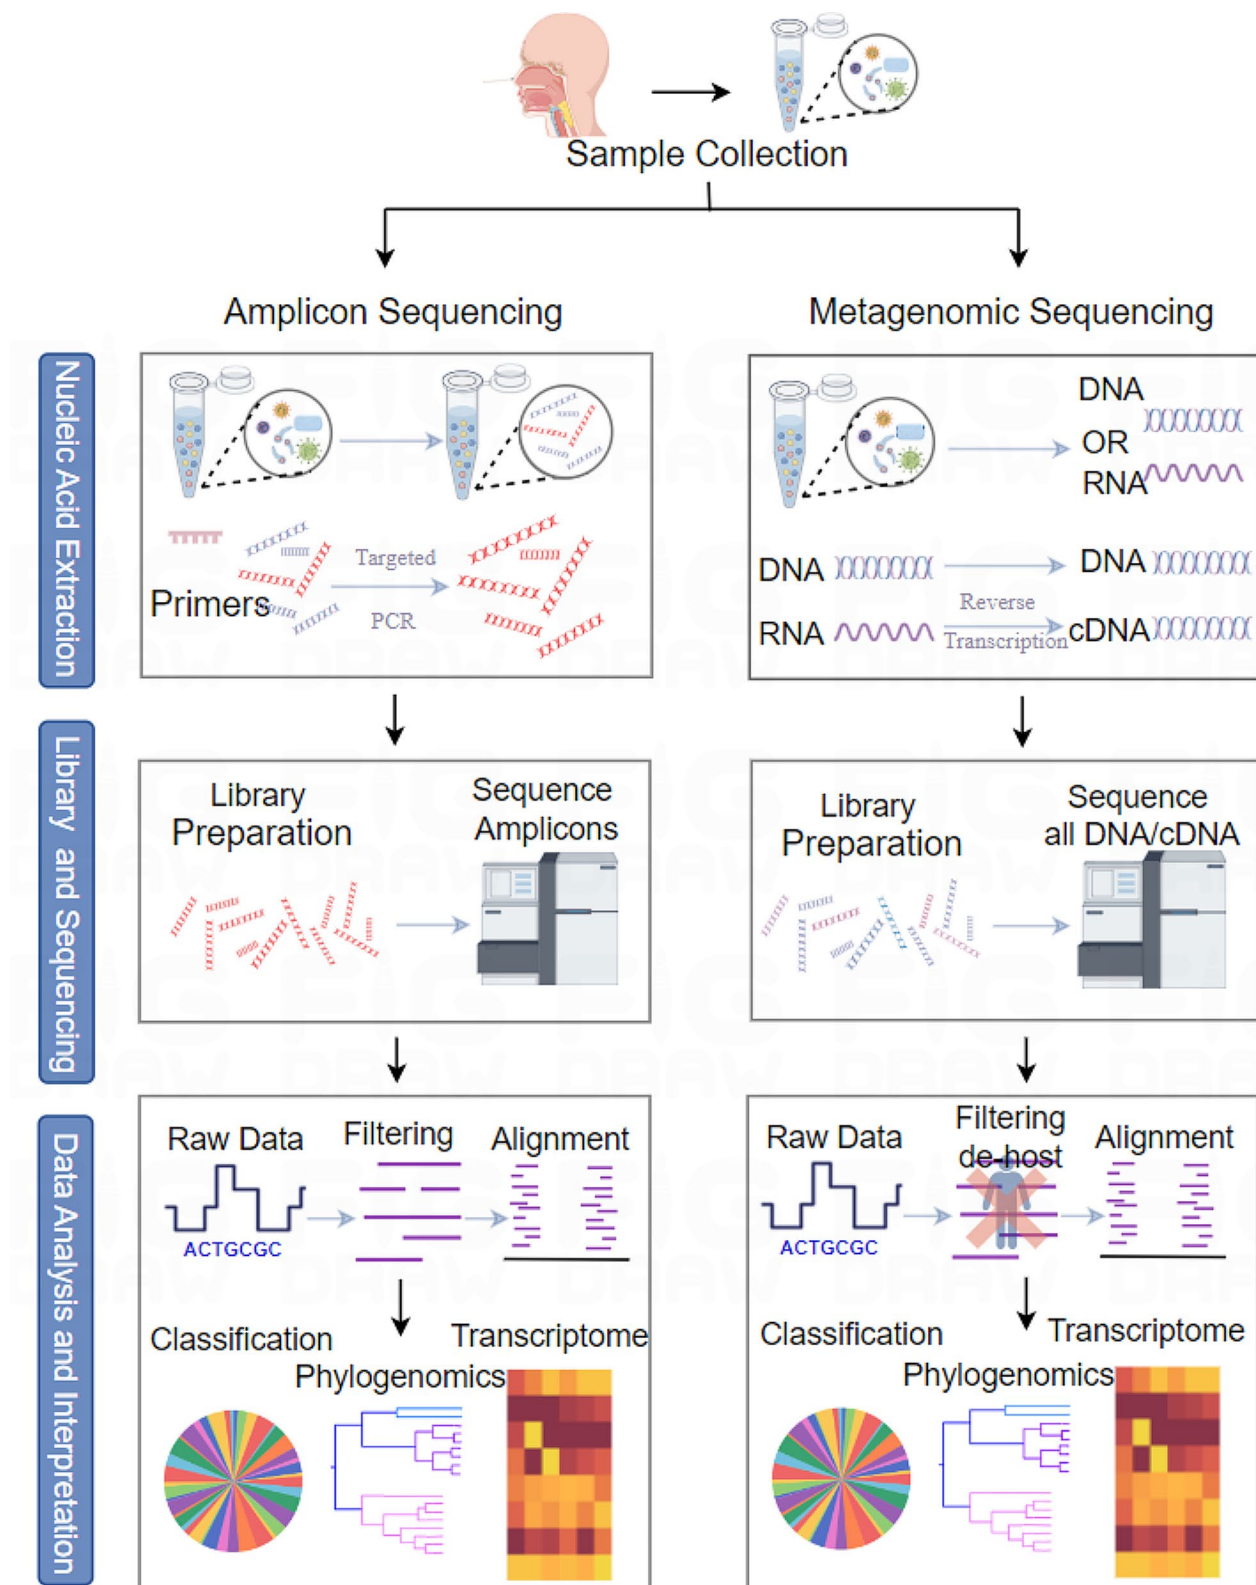 Sample Collection
Amplicon Sequencing
Metagenomic Sequencing
Nucleic Acid Extraction
Primers
Targeted
PCR
DNA
OR
RNA
DNA
DNA
RNA
Reverse
Transcription
cDNA
Library and Sequencing
Library
Preparation
Sequence
Amplicons
Library
Preparation
Sequence
all DNA/cDNA
Data Analysis and Interpretation
Raw Data
Filtering
Alignment
ACTGCGC
Classification
Phylogenomics
Transcriptome
Raw Data
Filtering
de-host
Alignment
ACTGCGC
Classification
Phylogenomics
Transcriptome